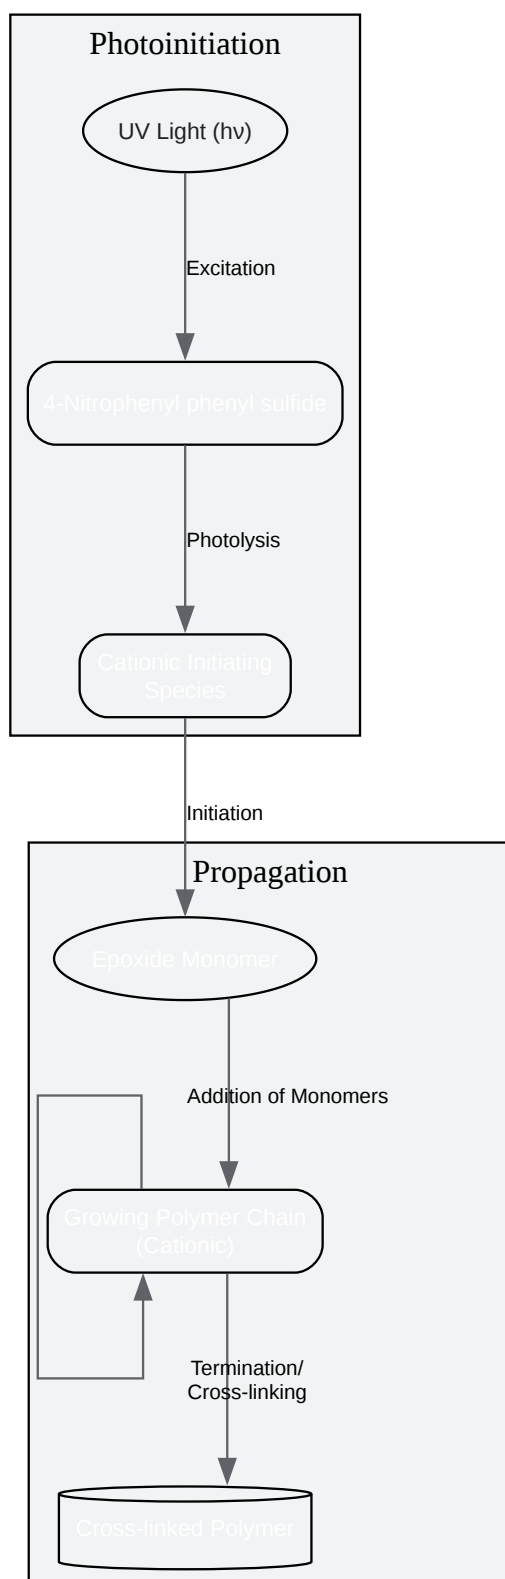 Photoinitiation
UV Light (hν)
Excitation
4-Nitrophenyl phenyl sulfide
Photolysis
Cationic Initiating
Species
Initiation
Propagation
Epoxide Monomer
Addition of Monomers
Growing Polymer Chain
(Cationic)
Termination/
Cross-linking
Cross-linked Polymer